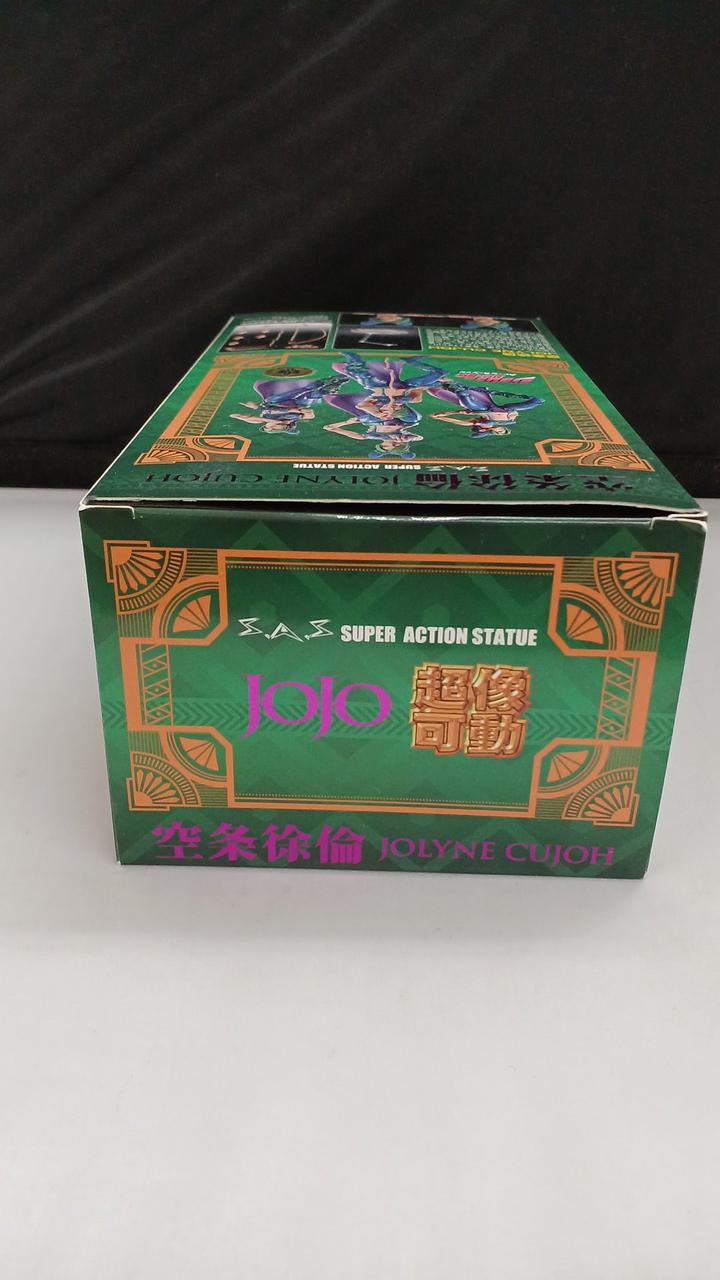 空条徐倫 JOLYNE CUJOH
S.A.S SUPER ACTION STATUE
S.A.S SUPER ACTION STATUE
JOJO 超像
可動
空条徐倫 JOLYNE CUJOH